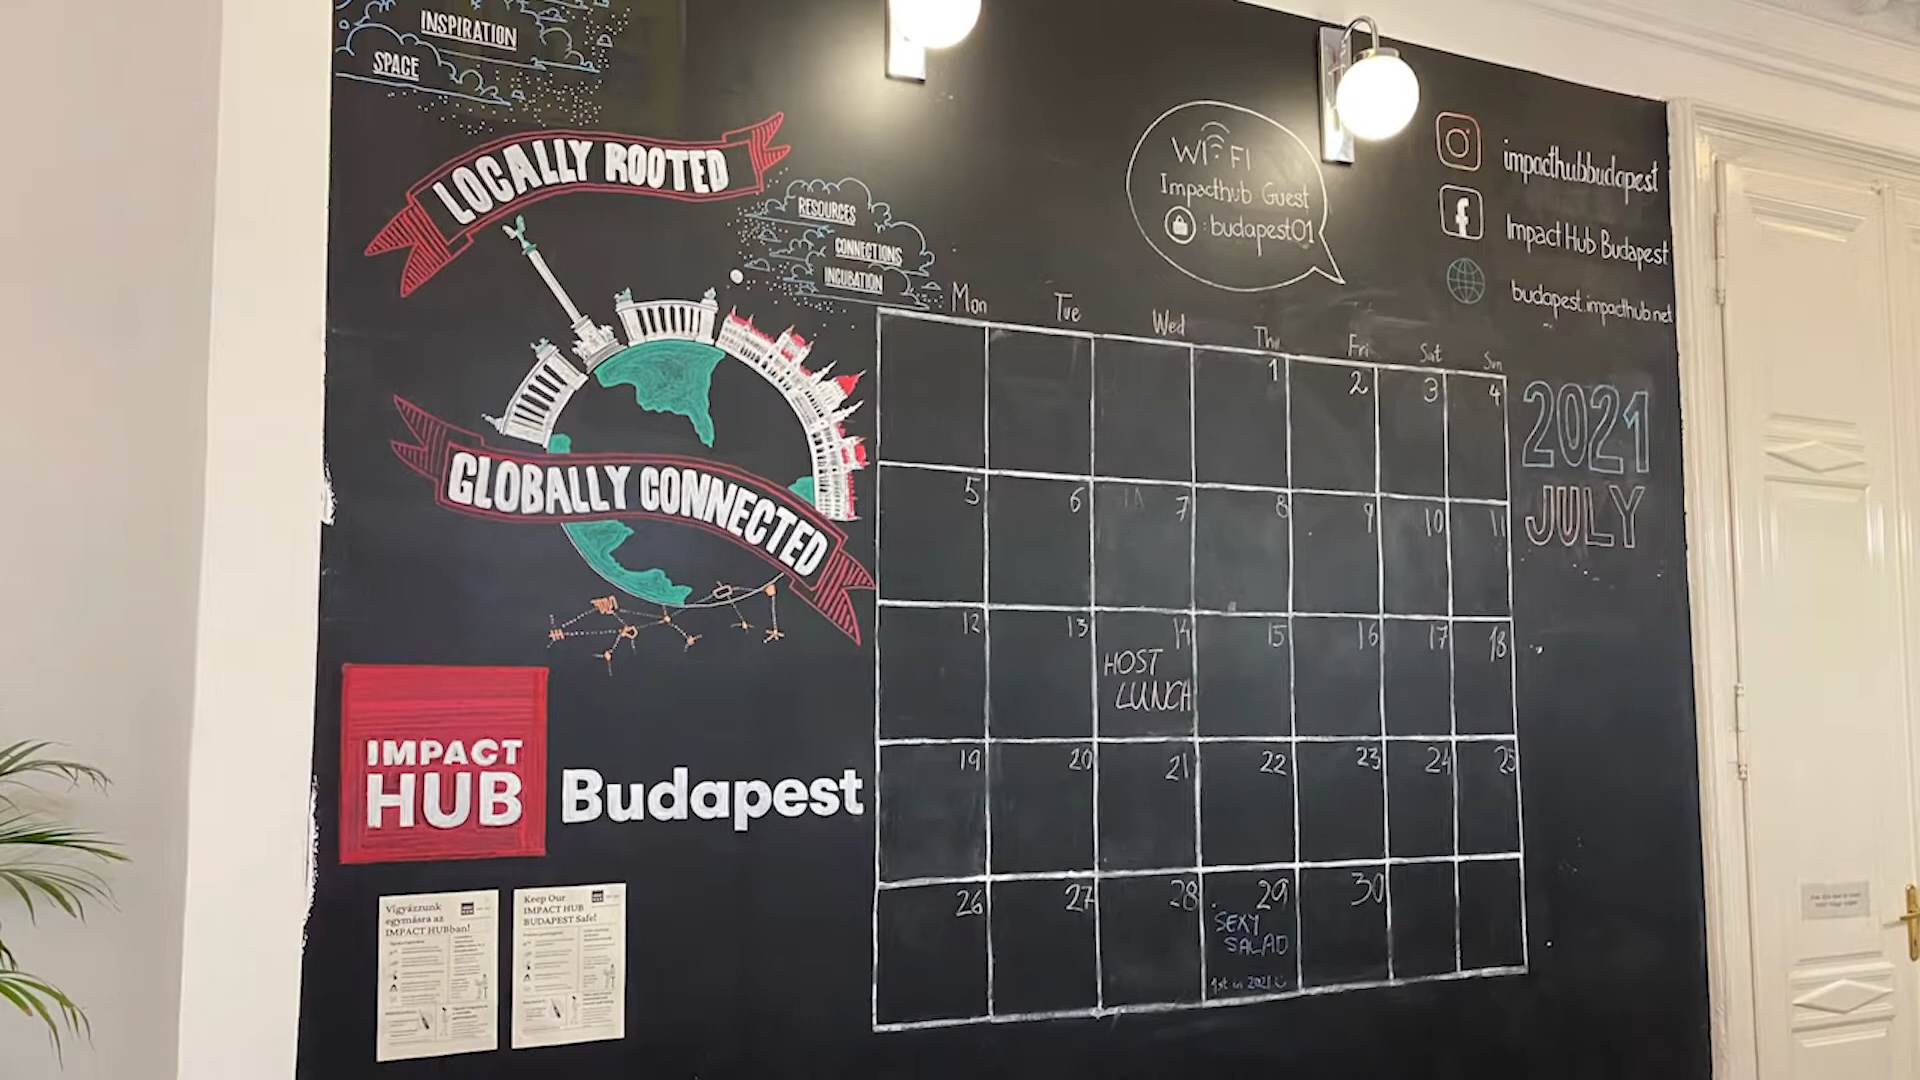 INSPIRATION
SPACE
LOCALLY ROOTED
RESOURCES
CONNECTIONS
INCUBATION
GLOBALLY CONNECTED
IMPACT
HUB
Budapest
WIFI
Impacthub Guest
: budapest01
impacthubbudapest
Impact Hub Budapest
budapest.impacthub.net
2021
JULY
Mon Tue Wed Thu Fri Sat Sun
1 2 3 4
5 6 7 8 9 10 11
12 13 14 15 16 17 18
HOST
LUNCH
19 20 21 22 23 24 25
26 27 28 29 30
SEXY
SALAD
1st in 2021
Vigyázzunk
egymásra az
IMPACT HUBban!
Keep Our
IMPACT HUB
BUDAPEST Safe!